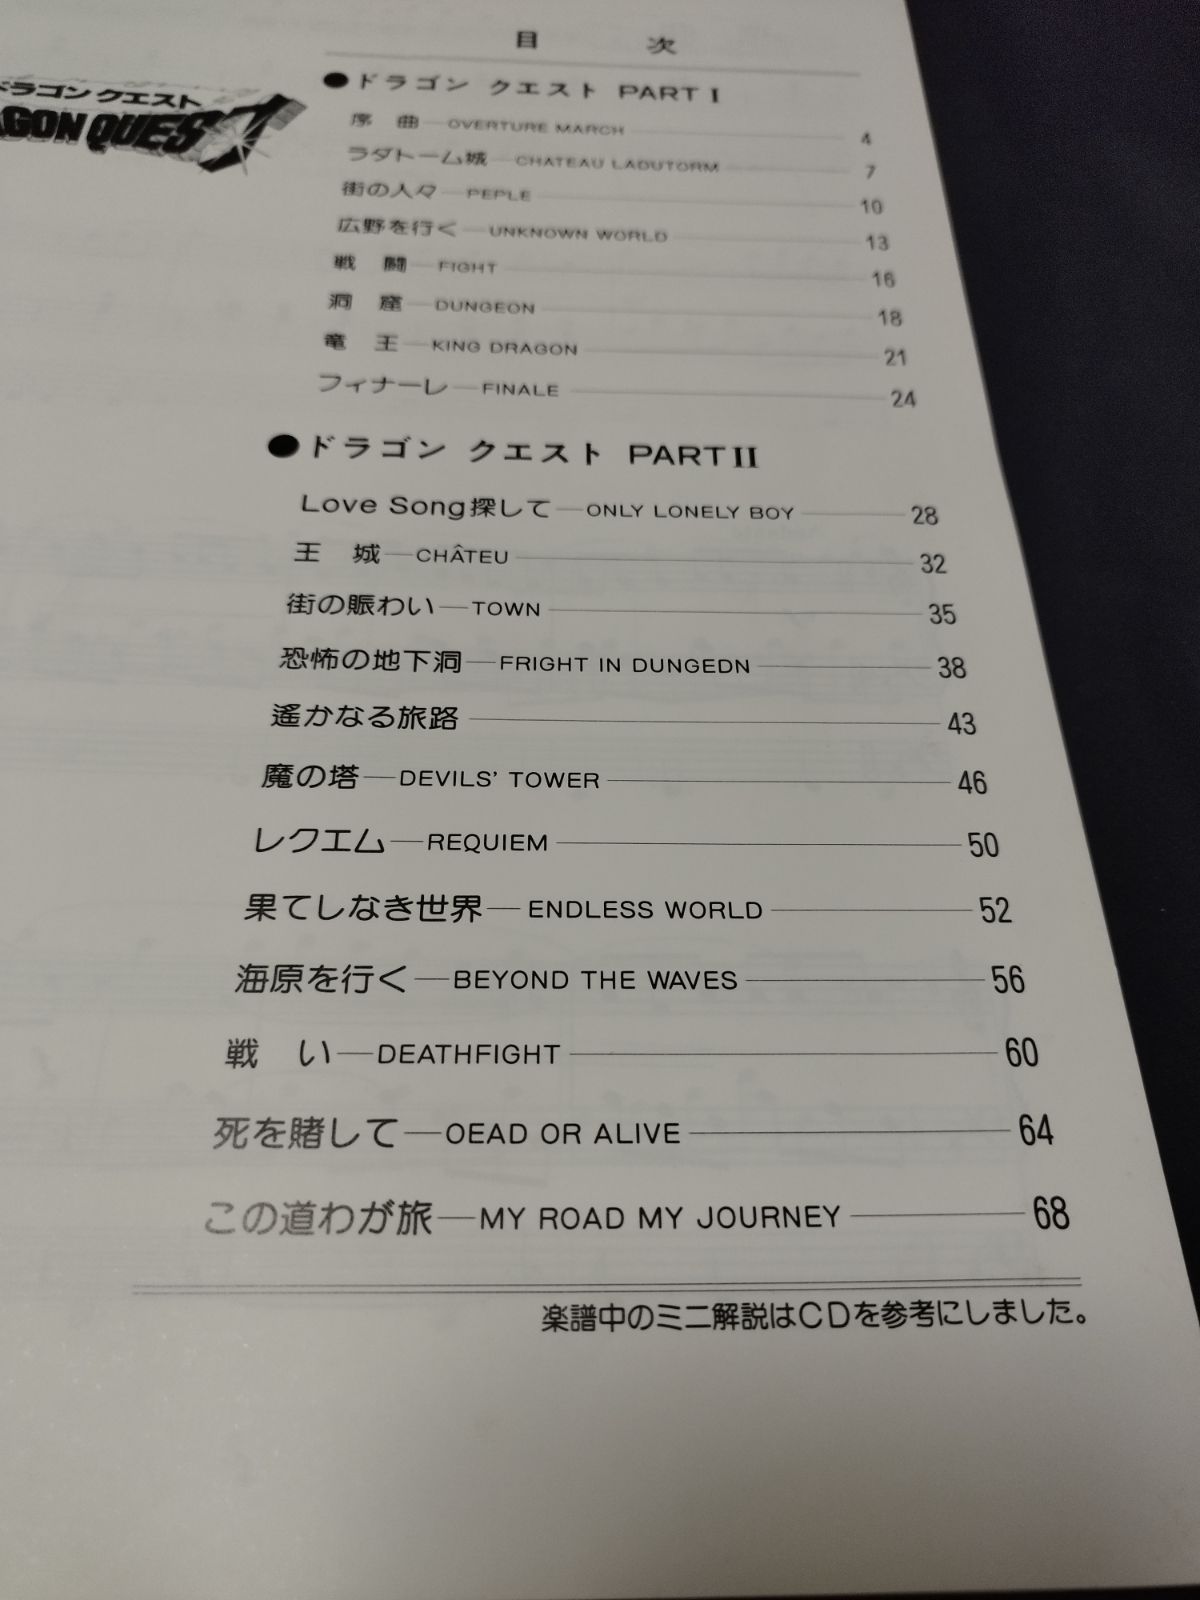 目 次
ドラゴン クエスト
●ドラゴン クエスト PART I
序 曲—OVERTURE MARCH 4
ラダトーム城—CHATEAU LADUTORM 7
街の人々—PEPLE 10
広野を行く—UNKNOWN WORLD 13
戦 闘—FIGHT 16
洞 窟—DUNGEON 18
竜 王—KING DRAGON 21
フィナーレ—FINALE 24
●ドラゴン クエスト PART II
Love Song探して—ONLY LONELY BOY 28
王 城—CHÂTEU 32
街の賑わい—TOWN 35
恐怖の地下洞—FRIGHT IN DUNGEDN 38
遙かなる旅路 43
魔の塔—DEVILS' TOWER 46
レクエム—REQUIEM 50
果てしなき世界—ENDLESS WORLD 52
海原を行く—BEYOND THE WAVES 56
戦 い—DEATHFIGHT 60
死を賭して—OEAD OR ALIVE 64
この道わが旅—MY ROAD MY JOURNEY 68
楽譜中のミニ解説はCDを参考にしました。